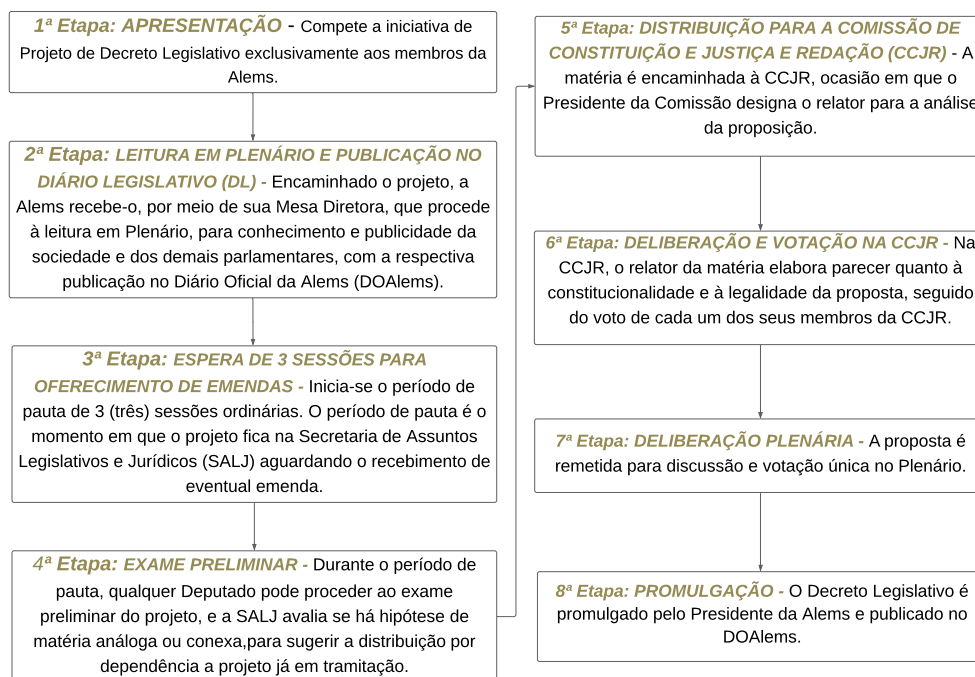 1ª Etapa: APRESENTAÇÃO - Compete a iniciativa de
Projeto de Decreto Legislativo exclusivamente aos membros da
Alems.
2ª Etapa: LEITURA EM PLENÁRIO E PUBLICAÇÃO NO
DIÁRIO LEGISLATIVO (DL) - Encaminhado o projeto, a
Alems recebe-o, por meio de sua Mesa Diretora, que procede
à leitura em Plenário, para conhecimento e publicidade da
sociedade e dos demais parlamentares, com a respectiva
publicação no Diário Oficial da Alems (DOAlems).
3ª Etapa: ESPERA DE 3 SESSÕES PARA
OFERECIMENTO DE EMENDAS - Inicia-se o período de
pauta de 3 (três) sessões ordinárias. O período de pauta é o
momento em que o projeto fica na Secretaria de Assuntos
Legislativos e Jurídicos (SALJ) aguardando o recebimento de
eventual emenda.
4ª Etapa: EXAME PRELIMINAR - Durante o período de
pauta, qualquer Deputado pode proceder ao exame
preliminar do projeto, e a SALJ avalia se há hipótese de
matéria análoga ou conexa,para sugerir a distribuição por
dependência a projeto já em tramitação.
5ª Etapa: DISTRIBUIÇÃO PARA A COMISSÃO DE
CONSTITUIÇÃO E JUSTIÇA E REDAÇÃO (CCJR) - A
matéria é encaminhada à CCJR, ocasião em que o
Presidente da Comissão designa o relator para a análise
da proposição.
6ª Etapa: DELIBERAÇÃO E VOTAÇÃO NA CCJR - Na
CCJR, o relator da matéria elabora parecer quanto à
constitucionalidade e à legalidade da proposta, seguido
do voto de cada um dos seus membros da CCJR.
7ª Etapa: DELIBERAÇÃO PLENÁRIA - A proposta é
remetida para discussão e votação única no Plenário.
8ª Etapa: PROMULGAÇÃO - O Decreto Legislativo é
promulgado pelo Presidente da Alems e publicado no
DOAlems.